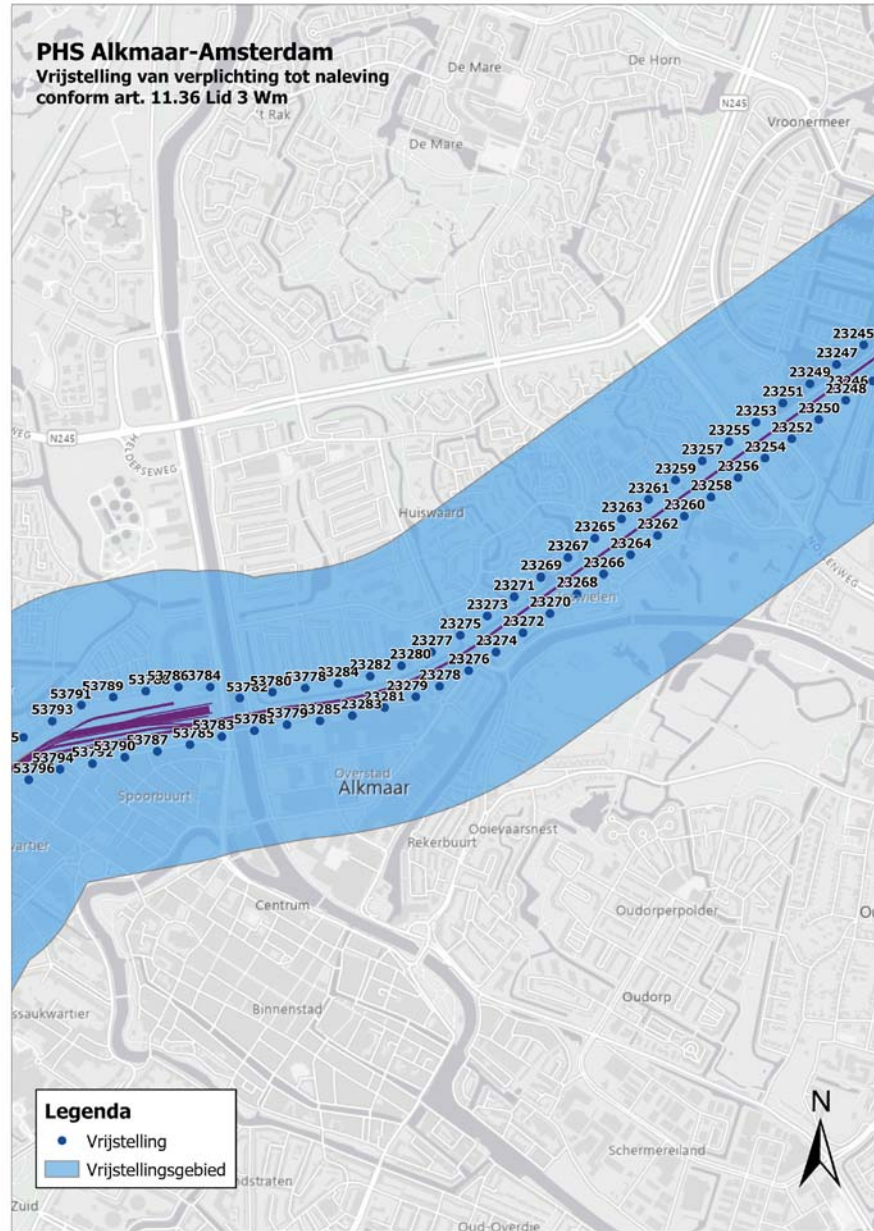 PHS Alkmaar-Amsterdam
Vrijstelling van verplichting tot naleving
conform art. 11.36 Lid 3 Wm
De Mare
De Horn
't Rak
N245
Vroonermeer
De Mare
23245
23247
23249
23246
23251
23248
23253
23250
23255
23252
23257
23254
N245
HELDERSEWEG
23259
23256
23261
23258
Huiswaard
23263
23260
23265
23262
23267
23264
23269
23266
23271
23268
23273
23270
23275
23272
23277
23274
23280
23276
23282
23278
23284
23279
53778
23281
53780
23283
53782
23285
53784
53779
53786
53781
53788
53783
53789
53785
53791
53787
53793
53790
53792
53794
53796
Overstad
Alkmaar
Spoorbuurt
Rekerbuurt
Ooievaarsnest
Centrum
Oudorperpolder
Binnenstad
Oudorp
Schermereiland
Oud-Overdie
Zuid
Legenda
Vrijstelling
Vrijstellingsgebied
N